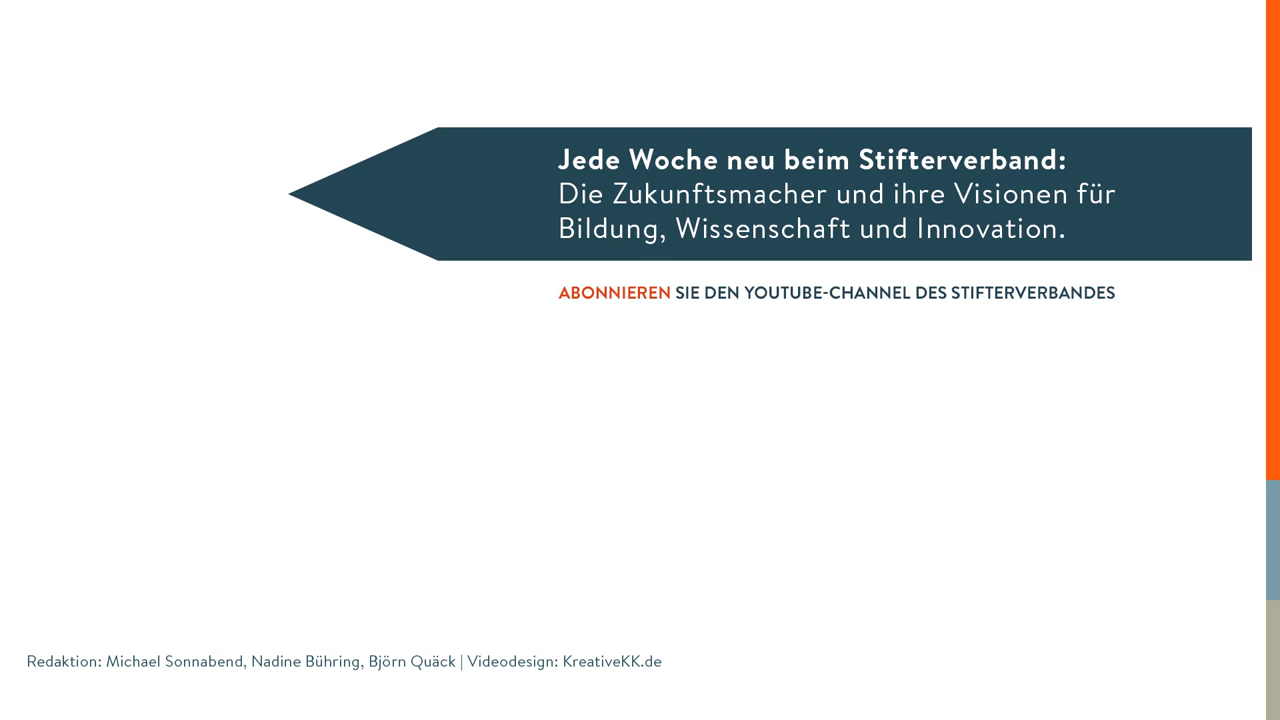 Jede Woche neu beim Stifterverband:
Die Zukunftsmacher und ihre Visionen für
Bildung, Wissenschaft und Innovation.
ABONNIEREN SIE DEN YOUTUBE-CHANNEL DES STIFTERVERBANDES
Redaktion: Michael Sonnabend, Nadine Bühring, Björn Quäck | Videodesign: KreativeKK.de